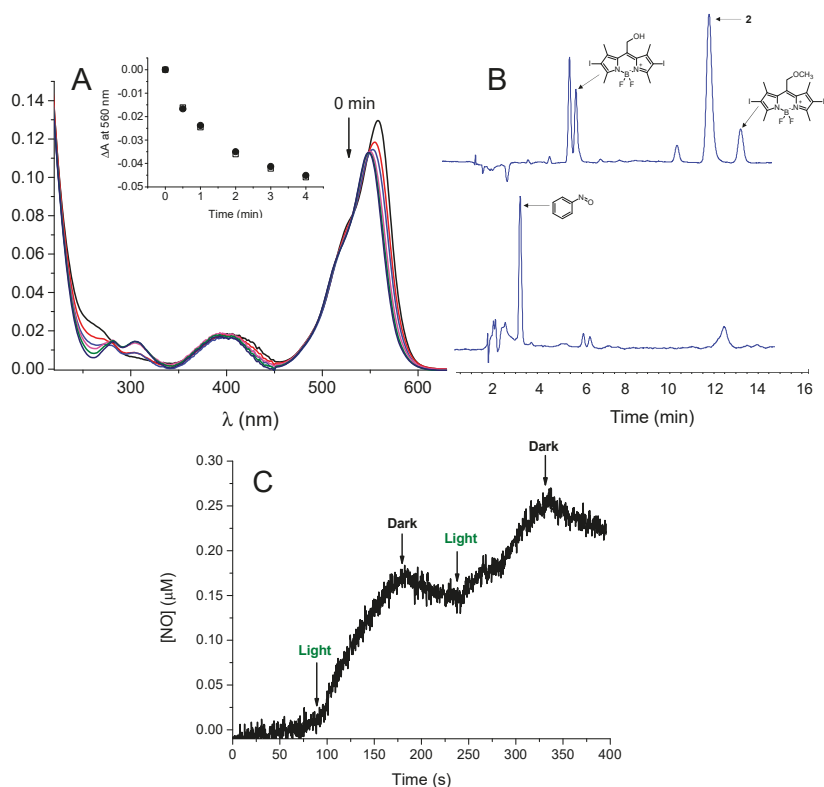 A
0 min
0.14
0.12
0.10
0.08
0.06
0.04
0.02
0.00
300
400
500
600
λ (nm)
0.00
-0.01
-0.02
-0.03
-0.04
-0.05
ΔA at 560 nm
0 1 2 3 4
Time (min)
B
OH
I
I
N
B
N
+
F F
2
OCH3
I
I
N
B
N
+
F F
N
O
2 4 6 8 10 12 14 16
Time (min)
C
Dark
Dark
Light
Light
0.30
0.25
0.20
0.15
0.10
0.05
0.00
[NO] (μM)
0 50 100 150 200 250 300 350 400
Time (s)